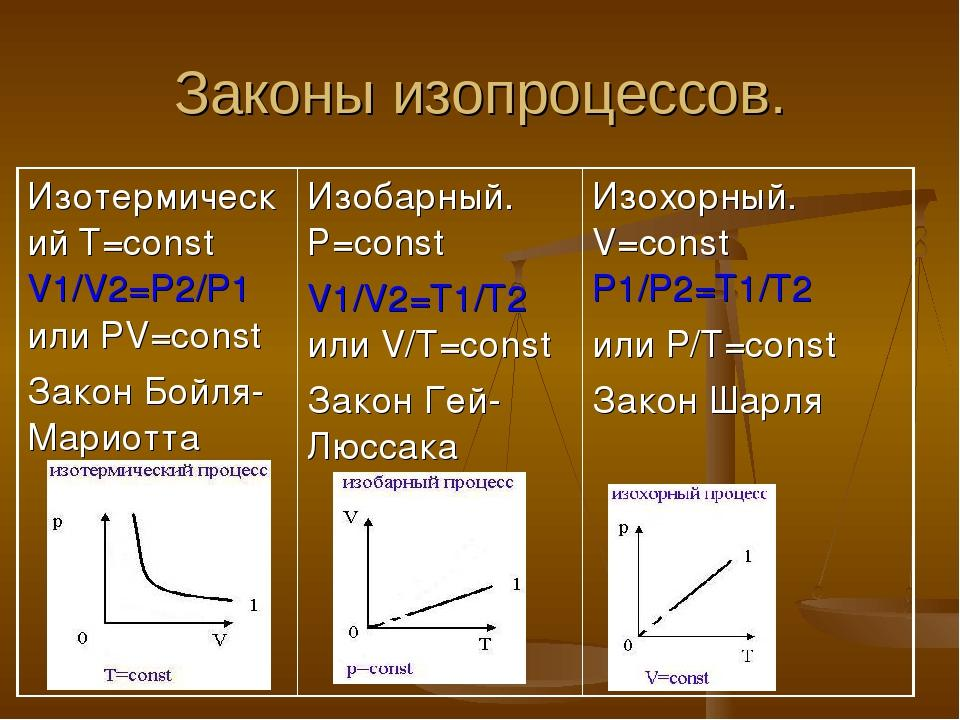 Законы изопроцессов.
Изотермическ
ий T=const
V1/V2=P2/P1
или PV=const
Закон Бойля-
Мариотта
изотермический процесс
p
0
V
1
T=const
Изобарный.
P=const
V1/V2=T1/T2
или V/T=const
Закон Гей-
Люссака
изобарный процесс
V
1
0
T
p=const
Изохорный.
V=const
P1/P2=T1/T2
или P/T=const
Закон Шарля
изохорный процесс
p
1
0
T
V=const